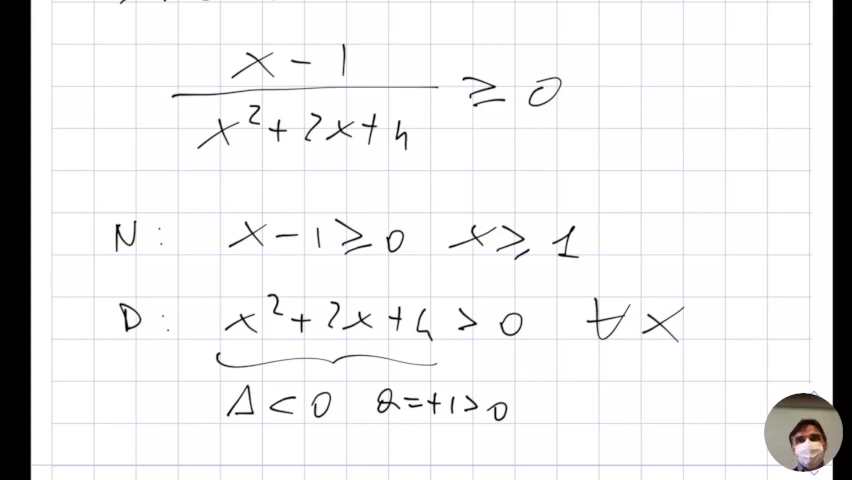 x - 1
x² + 2x + 4
≥ 0
N: x - 1 ≥ 0 x ≥ 1
D: x² + 2x + 4 > 0 ∀ x
Δ < 0 a = +1 > 0